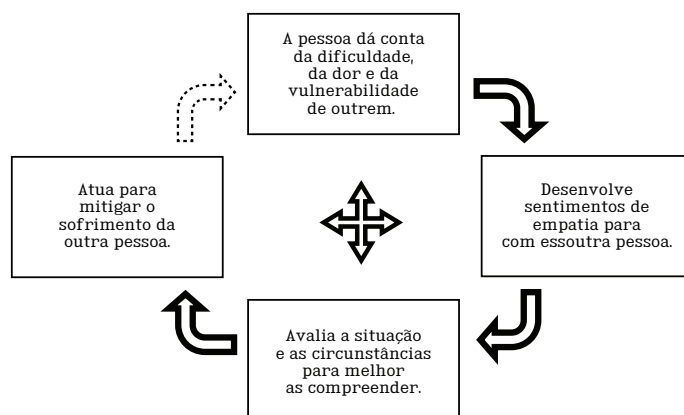 A pessoa dá conta
da dificuldade,
da dor e da
vulnerabilidade
de outrem.
Desenvolve
sentimentos de
empatia para
com essoutra pessoa.
Avalia a situação
e as circunstâncias
para melhor
as compreender.
Atua para
mitigar o
sofrimento da
outra pessoa.